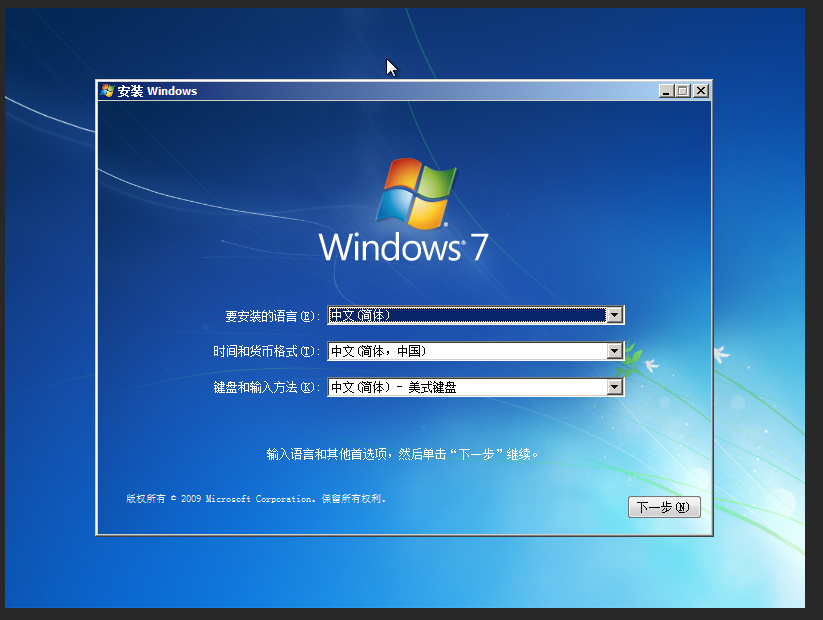 安装 Windows
Windows® 7
要安装的语言(E):
中文(简体)
时间和货币格式(T):
中文(简体，中国)
键盘和输入方法(K):
中文(简体) - 美式键盘
输入语言和其他首选项，然后单击“下一步”继续。
版权所有 © 2009 Microsoft Corporation。保留所有权利。
下一步(N)